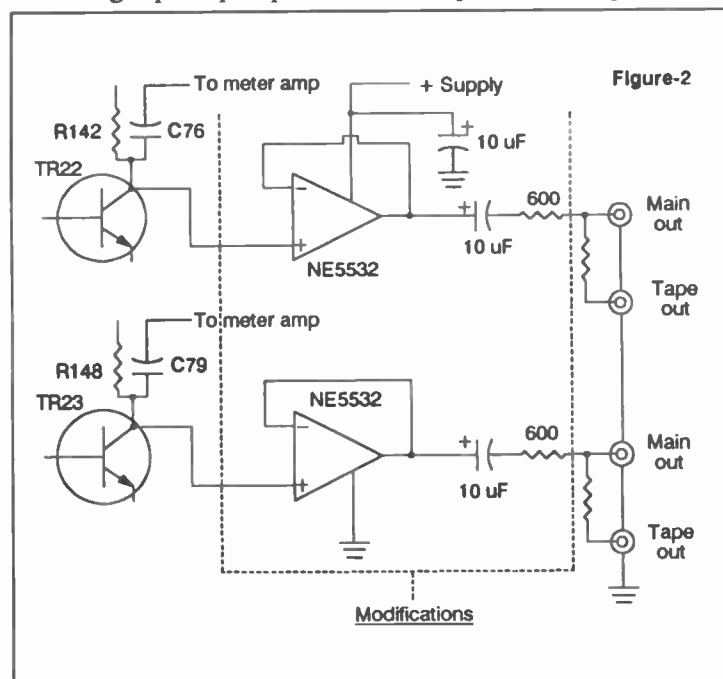 Figure-2
To meter amp
+ Supply
R142
C76
+
10 uF
TR22
−
600
Main
out
+
10 uF
+
NE5532
Tape
out
To meter amp
R148
C79
NE5532
TR23
−
600
Main
out
+
10 uF
+
Tape
out
Modifications